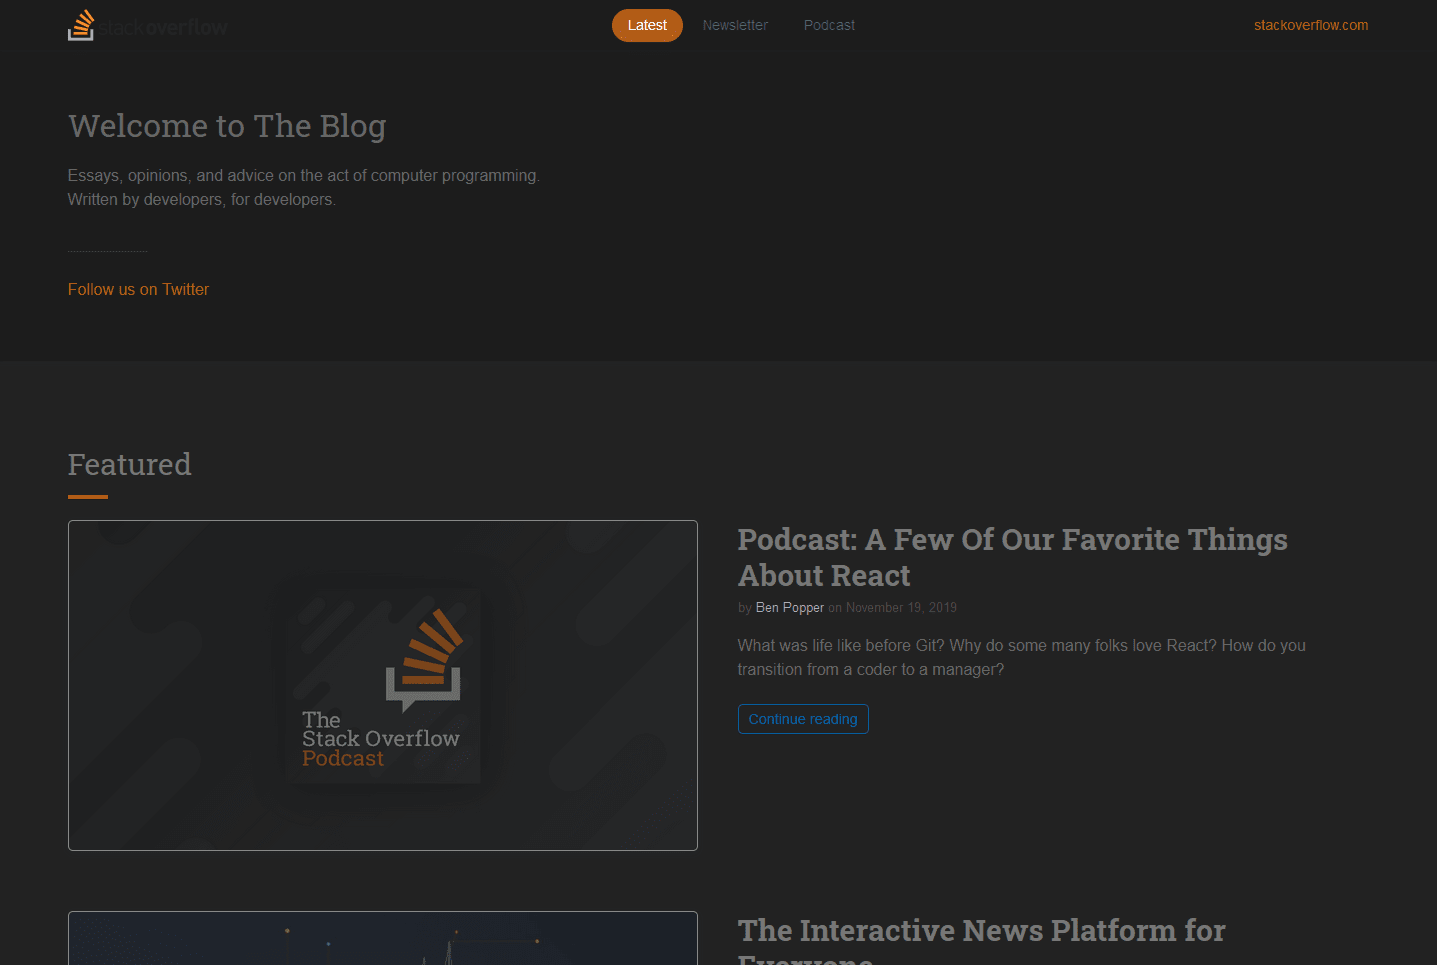 stack overflow
Latest
Newsletter
Podcast
stackoverflow.com
Welcome to The Blog
Essays, opinions, and advice on the act of computer programming.
Written by developers, for developers.
Follow us on Twitter
Featured
The
Stack Overflow
Podcast
Podcast: A Few Of Our Favorite Things
About React
by Ben Popper on November 19, 2019
What was life like before Git? Why do some many folks love React? How do you
transition from a coder to a manager?
Continue reading
The Interactive News Platform for
Everyone